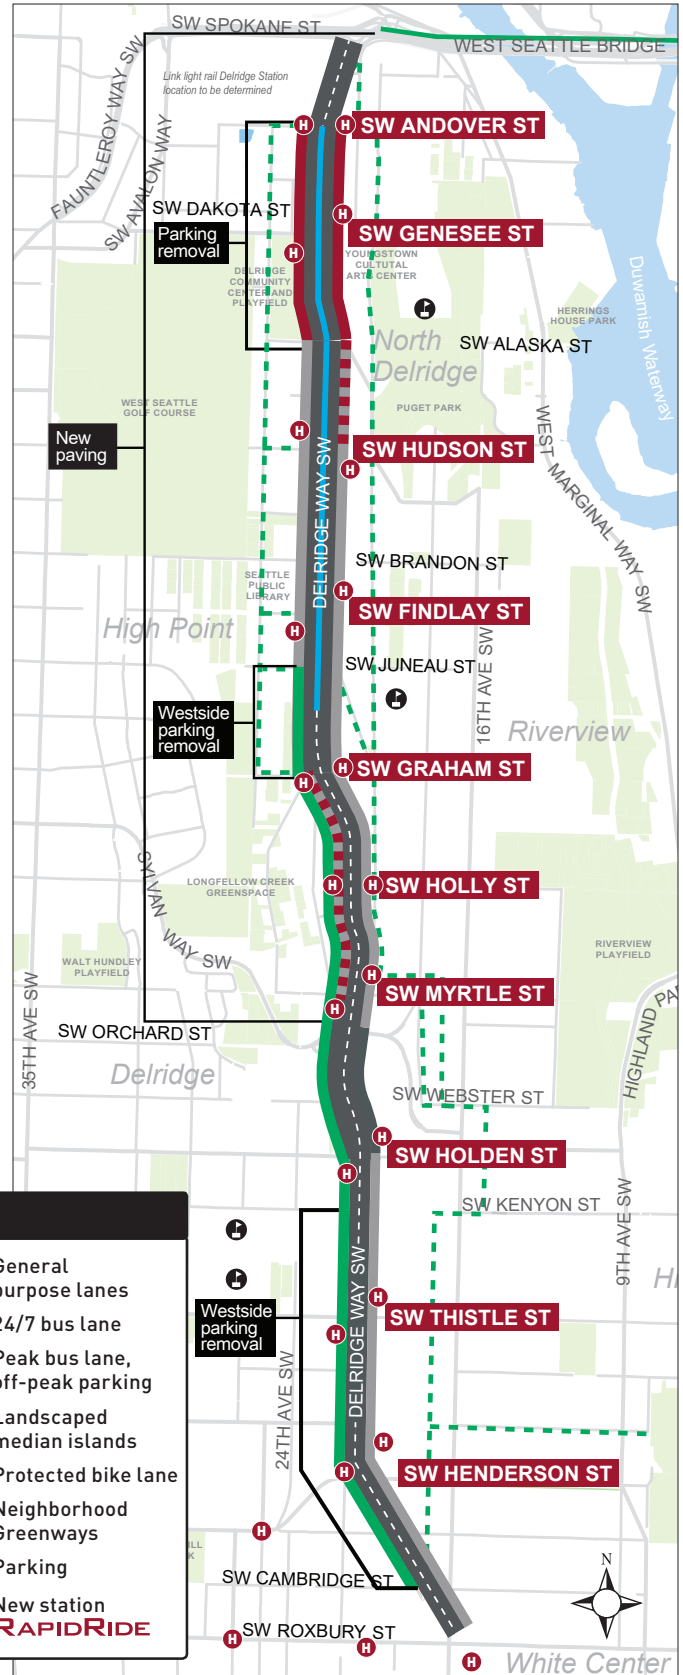 SW SPOKANE ST
WEST SEATTLE BRIDGE
Link light rail Delridge Station
location to be determined
FAUNTLEROY WAY SW
SW AVALON WAY
H
H
SW ANDOVER ST
SW DAKOTA ST
Parking
removal
H
SW GENESEE ST
H
DELRIDGE
COMMUNITY
CENTER AND
PLAYFIELD
YOUNGSTOWN
CULTUTAL
ARTS CENTER
Duwamish Waterway
HERRINGS
HOUSE PARK
North
Delridge
SW ALASKA ST
WEST SEATTLE
GOLF COURSE
PUGET PARK
New
paving
H
SW HUDSON ST
H
DELRIDGE WAY SW
WEST MARGINAL WAY SW
SW BRANDON ST
SEATTLE
PUBLIC
LIBRARY
H
SW FINDLAY ST
High Point
H
SW JUNEAU ST
16TH AVE SW
Westside
parking
removal
Riverview
H
SW GRAHAM ST
H
SYLVAN WAY SW
LONGFELLOW CREEK
GREENSPACE
H
H
SW HOLLY ST
WALT HUNDLEY
PLAYFIELD
RIVERVIEW
PLAYFIELD
H
SW MYRTLE ST
35TH AVE SW
H
SW ORCHARD ST
HIGHLAND PA
Delridge
SW WEBSTER ST
H
SW HOLDEN ST
H
SW KENYON ST
9TH AVE SW
General
purpose lanes
24/7 bus lane
Peak bus lane,
off-peak parking
Landscaped
median islands
Protected bike lane
Neighborhood
Greenways
Parking
New station
RAPIDRIDE
DELRIDGE WAY SW
HI
H
SW THISTLE ST
Westside
parking
removal
H
24TH AVE SW
H
SW HENDERSON ST
H
H
ILL
K
SW CAMBRIDGE ST
N
H
SW ROXBURY ST
H
H
White Center